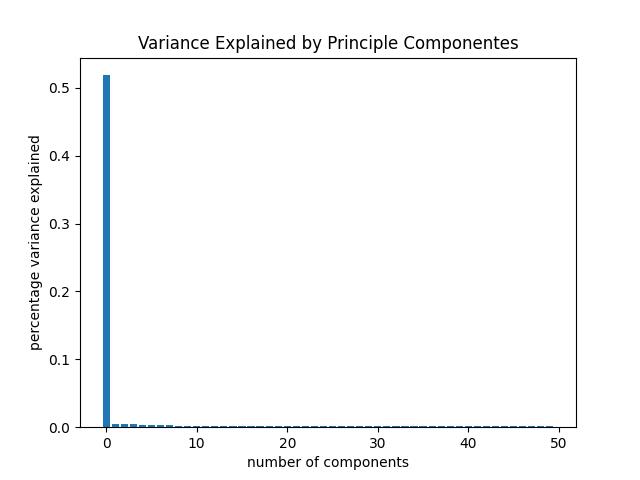 Variance Explained by Principle Componentes
percentage variance explained
0.5
0.4
0.3
0.2
0.1
0.0
0 10 20 30 40 50
number of components